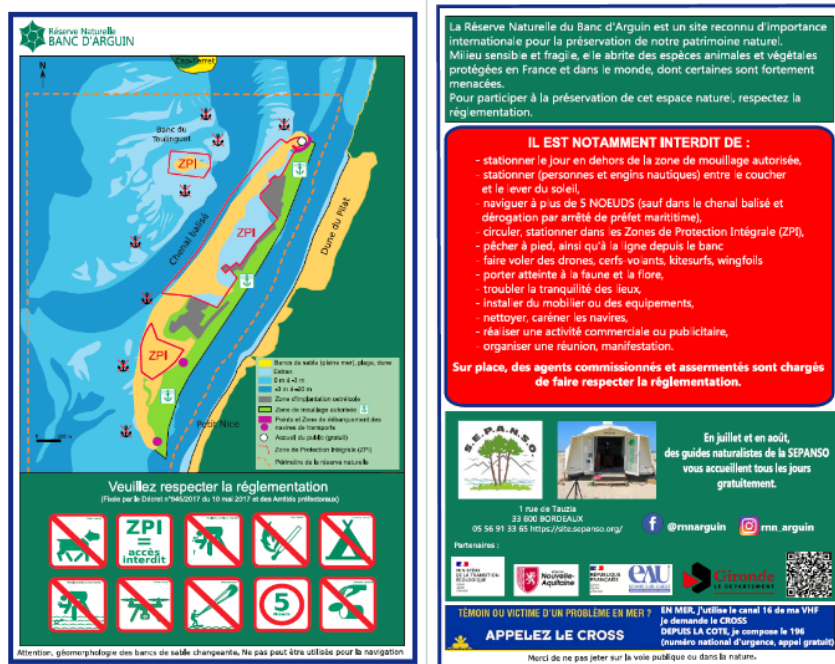 Réserve Naturelle
BANC D'ARGUIN
N
Cap Ferret
Banc du
Toulinguet
ZPI
Chenal balisé
ZPI
Dune du Pilat
ZPI
Petit Nice
Bancs de sable (pleine mer), plage, dune
Estran
Zone d'implantation ostréicole
Zone de mouillage autorisée
Points et Zone de débarquement des
navires de transporte
Accueil du public (gratuit)
Zone de Protection Intégrale (ZPI)
Périmètre de la réserve naturelle
Veuillez respecter la réglementation
(Fixée par le Décret n°945/2017 du 10 mai 2017 et des Arrêtés préfectoraux)
ZPI
=
accès
interdit
5
Attention, géomorphologie des bancs de sable changeante, Ne pas peut être utilisée pour la navigation
La Réserve Naturelle du Banc d'Arguin est un site reconnu d'importance
internationale pour la préservation de notre patrimoine naturel.
Milieu sensible et fragile, elle abrite des espèces animales et végétales
protégées en France et dans le monde, dont certaines sont fortement
menacées.
Pour participer à la préservation de cet espace naturel, respectez la
réglementation.
IL EST NOTAMMENT INTERDIT DE :
- stationner le jour en dehors de la zone de mouillage autorisée,
- stationner (personnes et engins nautiques) entre le coucher
et le lever du soleil,
- naviguer à plus de 5 NOEUDS (sauf dans le chenal balisé et
dérogation par arrêté de préfet marititime),
- circuler, stationner dans les Zones de Protection Intégrale (ZPI),
- pêcher à pied, ainsi qu'à la ligne depuis le banc
- faire voler des drones, cerfs-volants, kitesurfs, wingfoils
- porter atteinte à la faune et la flore,
- troubler la tranquilité des lieux,
- installer du mobilier ou des equipements,
- nettoyer, caréner les navires,
- réaliser une activité commerciale ou publicitaire,
- organiser une réunion, manifestation.
Sur place, des agents commissionnés et assermentés sont chargés
de faire respecter la réglementation.
S.E.P.A.N.S.O.
En juillet et en août,
des guides naturalistes de la SEPANSO
vous accueillent tous les jours
gratuitement.
1 rue de Tauzia
33 800 BORDEAUX
05 56 91 33 65 https://site.sepanso.org/
@rnnarguin
rnn_arguin
Partenaires :
MINISTÈRE
DE LA TRANSITION
ÉCOLOGIQUE
Nouvelle-
Aquitaine
RÉPUBLIQUE
FRANÇAISE
eau
Gironde
LE DÉPARTEMENT
TÉMOIN OU VICTIME D'UN PROBLÈME EN MER ?
APPELEZ LE CROSS
EN MER, J'utilise le canal 16 de ma VHF
je demande le CROSS
DEPUIS LA COTE, je compose le 196
(numéro national d'urgence, appel gratuit)
Merci de ne pas jeter sur la voie publique ou dans la nature.